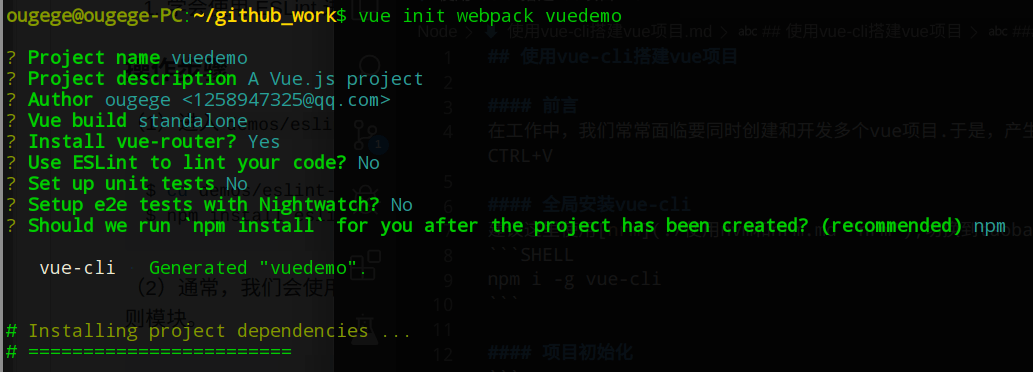 ougege@ougege-PC:~/github_work$ vue init webpack vuedemo
? Project name vuedemo
? Project description A Vue.js project
? Author ougege <1258947325@qq.com>
? Vue build standalone
? Install vue-router? Yes
? Use ESLint to lint your code? No
? Set up unit tests No
? Setup e2e tests with Nightwatch? No
? Should we run `npm install` for you after the project has been created? (recommended) npm
vue-cli · Generated "vuedemo".
# Installing project dependencies ...
# ========================
(2)通常，我们会使用
则模块。
Node > 使用vue-cli搭建vue项目.md > abc ## 使用vue-cli搭建vue项目 > abc ##
1 ## 使用vue-cli搭建vue项目
2
3 #### 前言
4 在工作中，我们常常面临要同时创建和开发多个vue项目.于是，产生
CTRL+V
5
6 #### 全局安装vue-cli
8 ```SHELL
9 npm i -g vue-cli
10 ```
11
12 #### 项目初始化